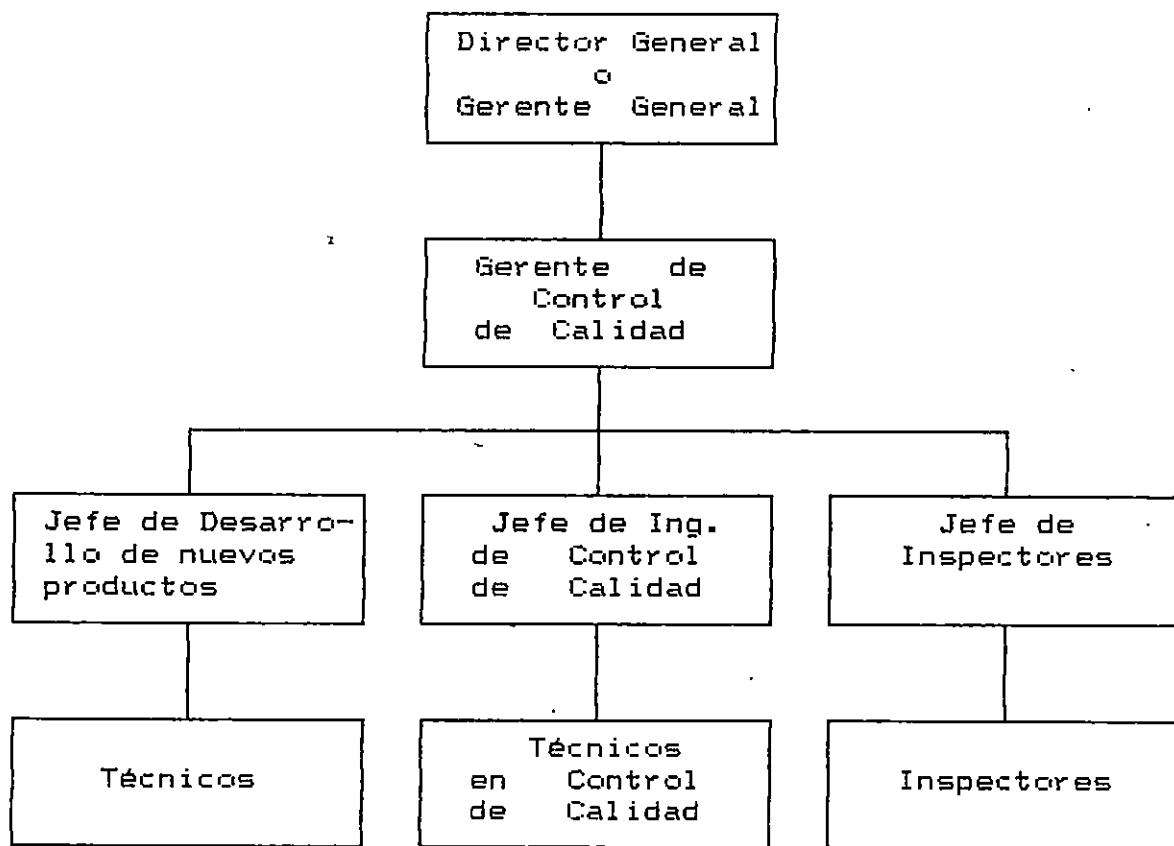 Director General
o
Gerente General
Gerente de
Control
de Calidad
Jefe de Desarro-
llo de nuevos
productos
Jefe de Ing.
de Control
de Calidad
Jefe de
Inspectores
Técnicos
Técnicos
en Control
de Calidad
Inspectores